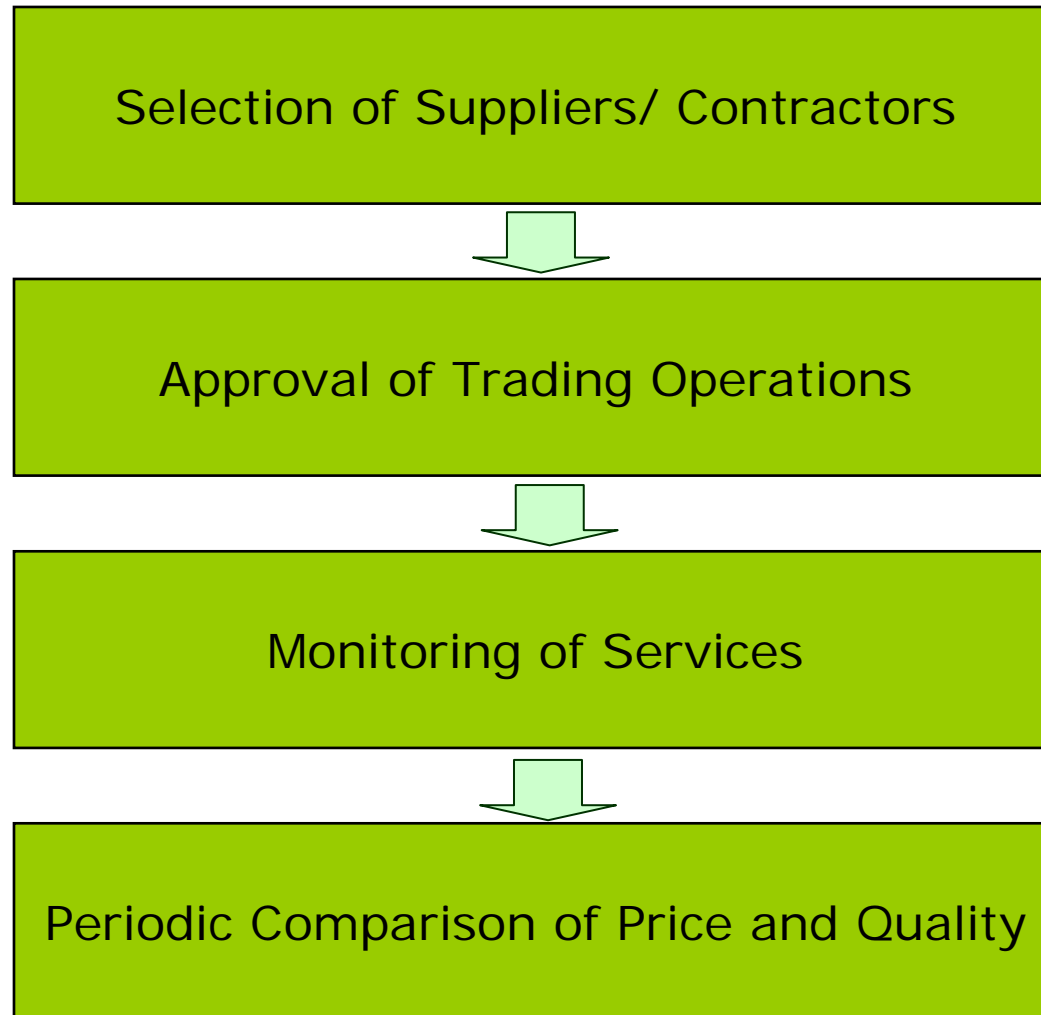 Selection of Suppliers/ Contractors
Approval of Trading Operations
Monitoring of Services
Periodic Comparison of Price and Quality